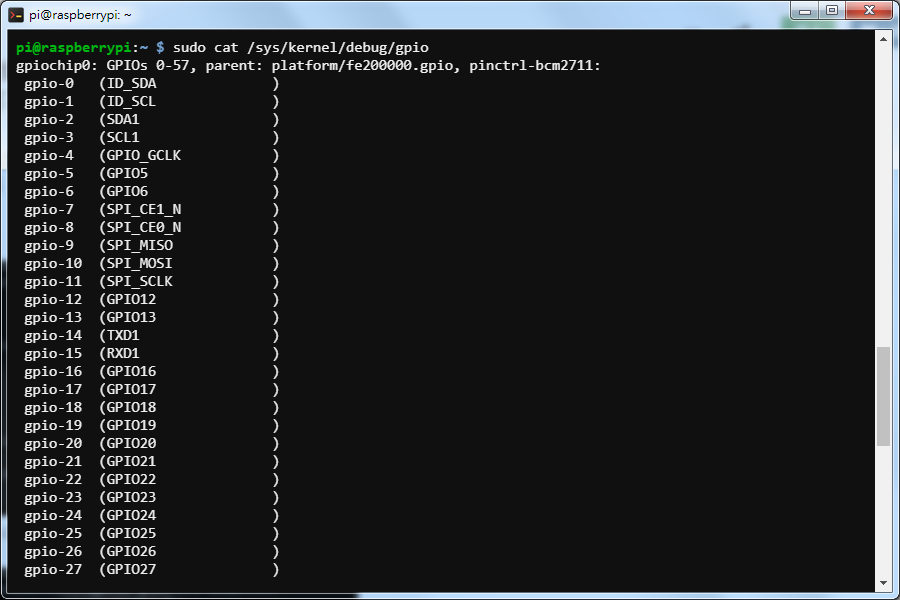 pi@raspberrypi: ~
pi@raspberrypi:~ $ sudo cat /sys/kernel/debug/gpio
gpiochip0: GPIOs 0-57, parent: platform/fe200000.gpio, pinctrl-bcm2711:
 gpio-0   (ID_SDA              )
 gpio-1   (ID_SCL              )
 gpio-2   (SDA1                )
 gpio-3   (SCL1                )
 gpio-4   (GPIO_GCLK           )
 gpio-5   (GPIO5               )
 gpio-6   (GPIO6               )
 gpio-7   (SPI_CE1_N           )
 gpio-8   (SPI_CE0_N           )
 gpio-9   (SPI_MISO            )
 gpio-10  (SPI_MOSI            )
 gpio-11  (SPI_SCLK            )
 gpio-12  (GPIO12              )
 gpio-13  (GPIO13              )
 gpio-14  (TXD1                )
 gpio-15  (RXD1                )
 gpio-16  (GPIO16              )
 gpio-17  (GPIO17              )
 gpio-18  (GPIO18              )
 gpio-19  (GPIO19              )
 gpio-20  (GPIO20              )
 gpio-21  (GPIO21              )
 gpio-22  (GPIO22              )
 gpio-23  (GPIO23              )
 gpio-24  (GPIO24              )
 gpio-25  (GPIO25              )
 gpio-26  (GPIO26              )
 gpio-27  (GPIO27              )